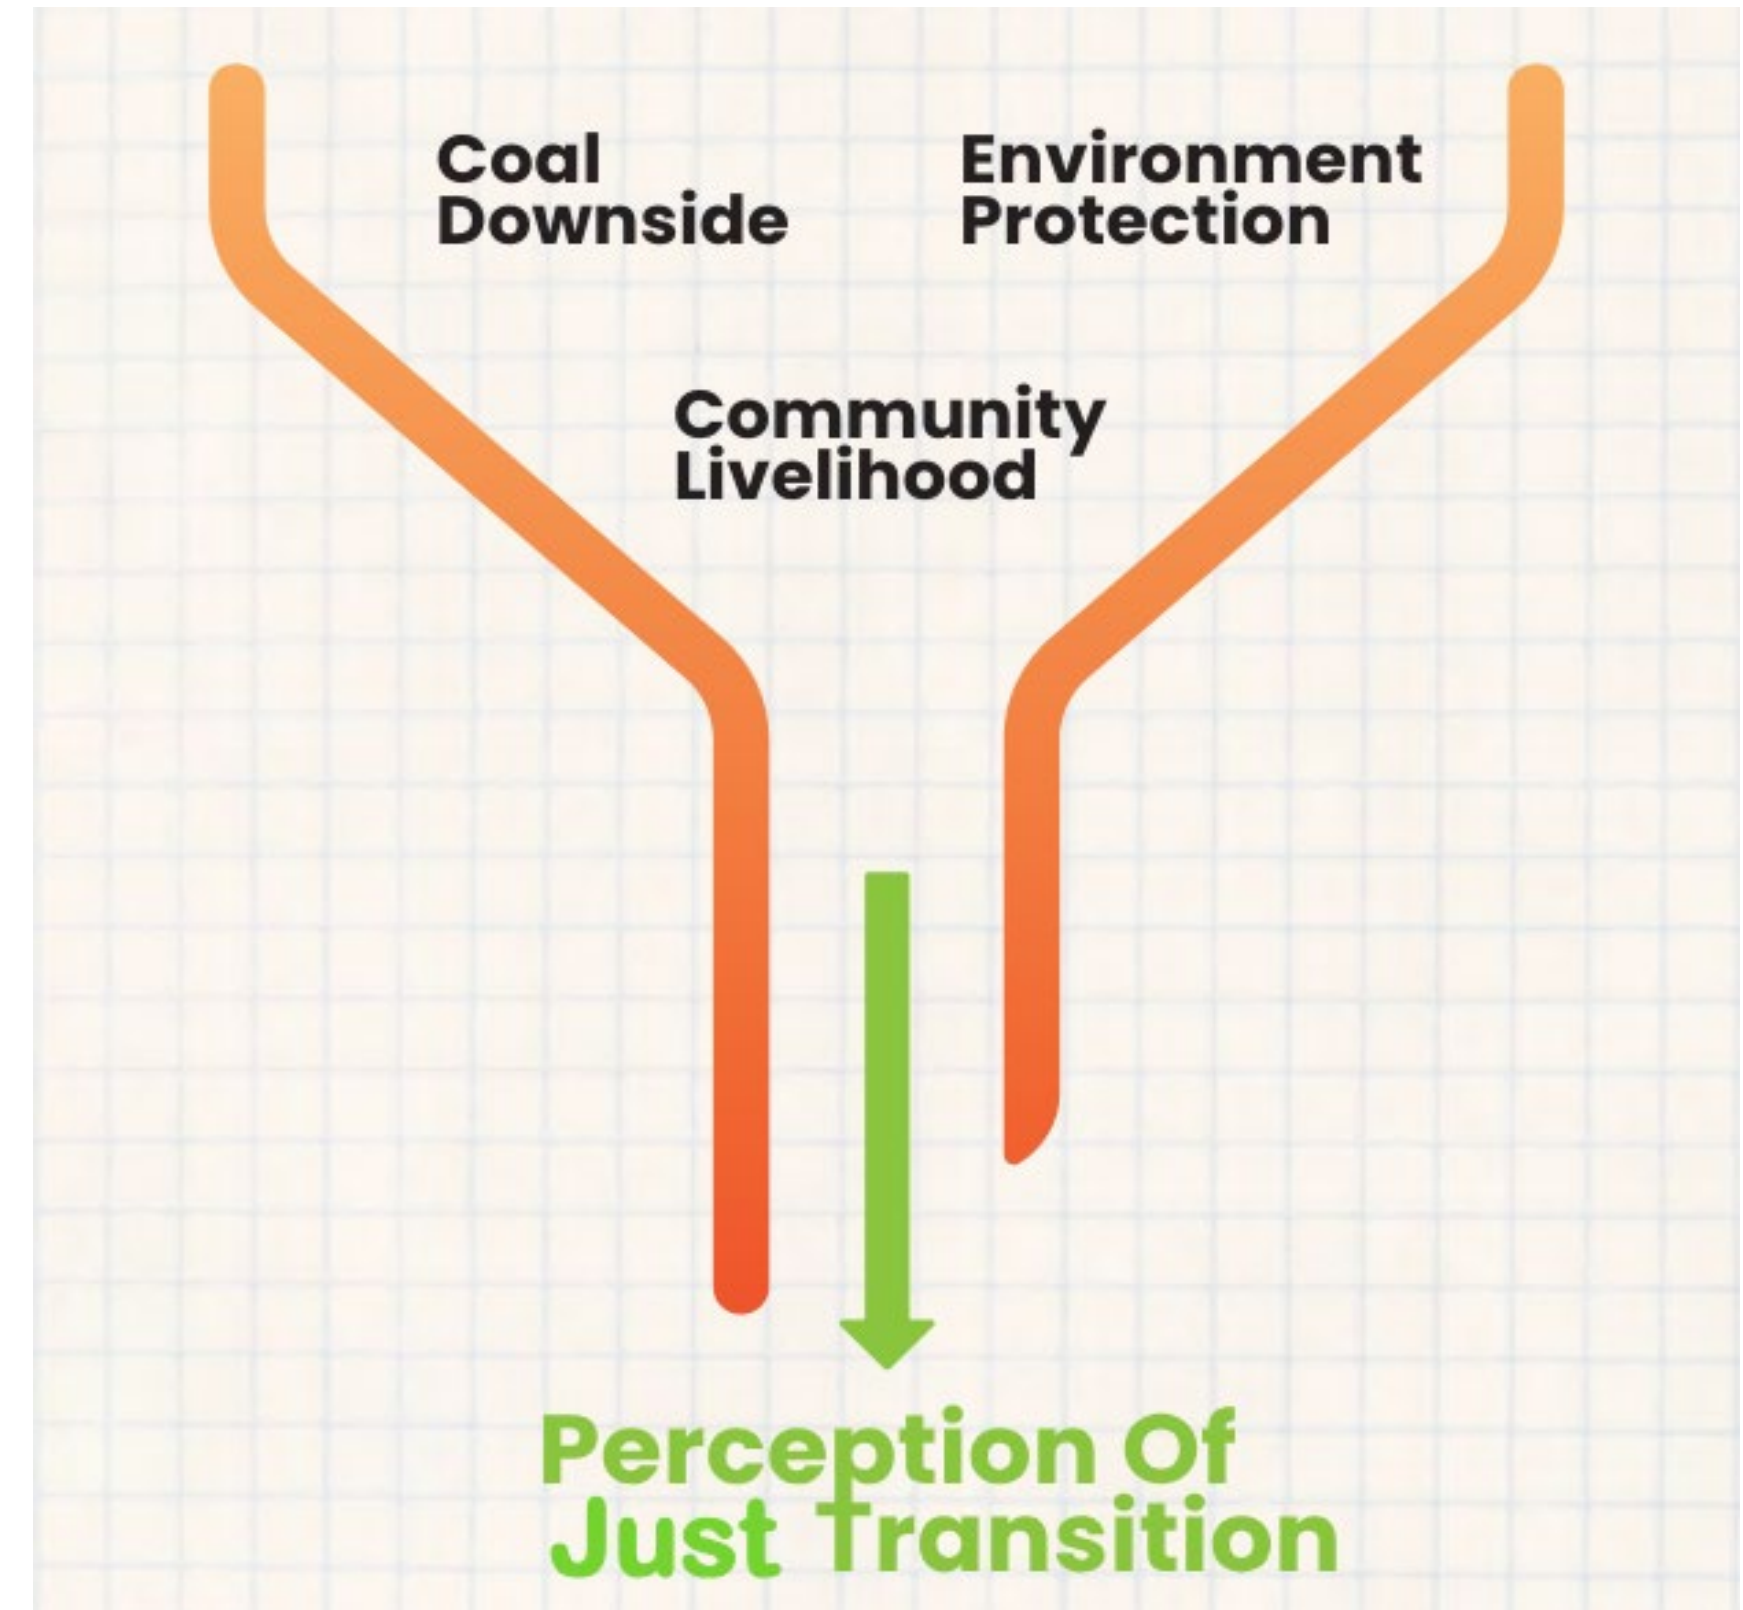 Coal
Downside
Environment
Protection
Community
Livelihood
Perception Of
Just Transition